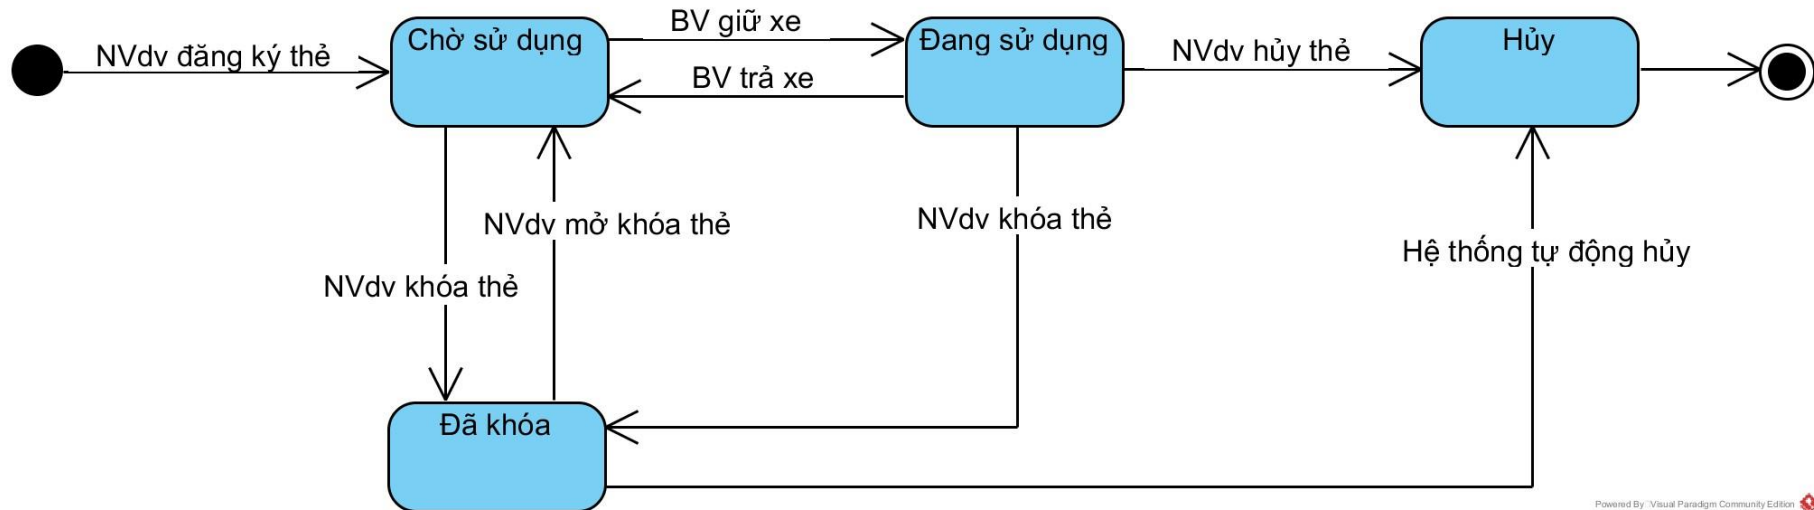 NVdv đăng ký thẻ
Chờ sử dụng
BV giữ xe
BV trả xe
Đang sử dụng
NVdv hủy thẻ
Hủy
NVdv khóa thẻ
NVdv mở khóa thẻ
NVdv khóa thẻ
Hệ thống tự động hủy
Đã khóa
Powered By Visual Paradigm Community Edition